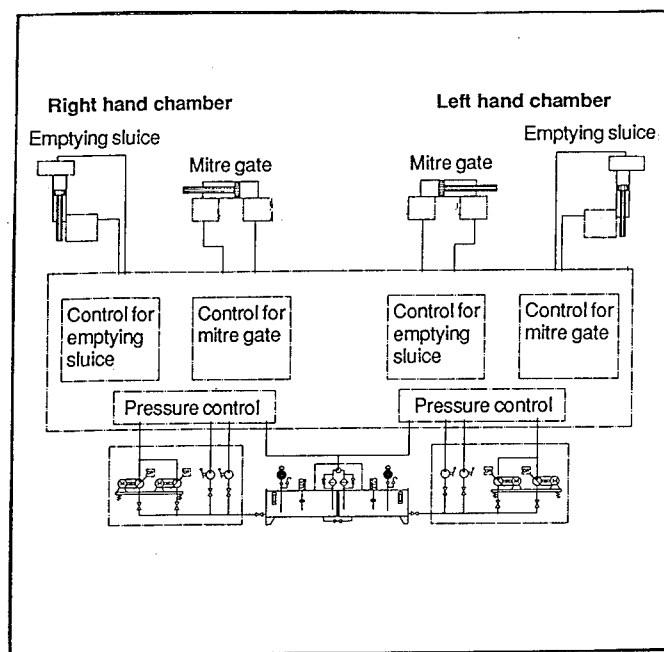 Right hand chamber
Left hand chamber
Emptying sluice
Emptying sluice
Mitre gate
Mitre gate
Control for
emptying
sluice
Control for
mitre gate
Control for
emptying
sluice
Control for
mitre gate
Pressure control
Pressure control